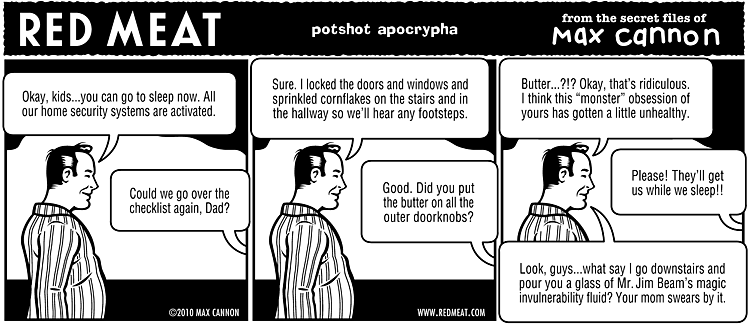 RED MEAT
potshot apocrypha
from the secret files of
Max cannon
Okay, kids...you can go to sleep now. All
our home security systems are activated.
Could we go over the
checklist again, Dad?
©2010 MAX CANNON
Sure. I locked the doors and windows and
sprinkled cornflakes on the stairs and in
the hallway so we'll hear any footsteps.
Good. Did you put
the butter on all the
outer doorknobs?
WWW.REDMEAT.COM
Butter...?!? Okay, that's ridiculous.
I think this “monster” obsession of
yours has gotten a little unhealthy.
Please! They'll get
us while we sleep!!
Look, guys...what say I go downstairs and
pour you a glass of Mr. Jim Beam's magic
invulnerability fluid? Your mom swears by it.